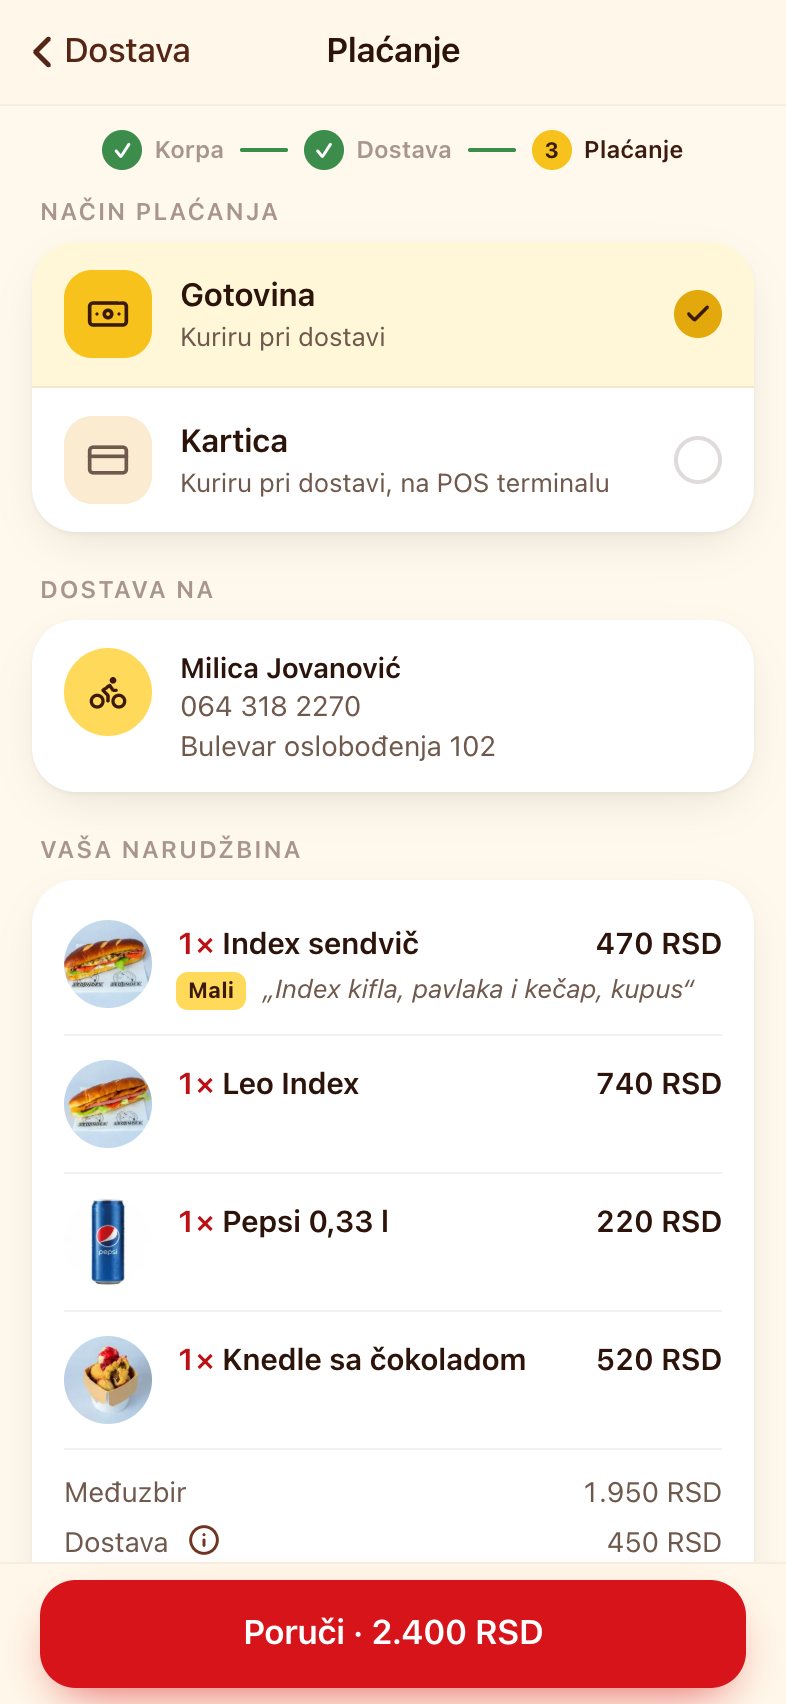 Dostava
Plaćanje
Korpa
Dostava
3 Plaćanje
NAČIN PLAĆANJA
Gotovina
Kuriru pri dostavi
Kartica
Kuriru pri dostavi, na POS terminalu
DOSTAVA NA
Milica Jovanović
064 318 2270
Bulevar oslobođenja 102
VAŠA NARUDŽBINA
1× Index sendvič 470 RSD
Mali „Index kifla, pavlaka i kečap, kupus“
1× Leo Index 740 RSD
1× Pepsi 0,33 l 220 RSD
pepsi
1× Knedle sa čokoladom 520 RSD
Međuzbir 1.950 RSD
Dostava 450 RSD
Poruči · 2.400 RSD